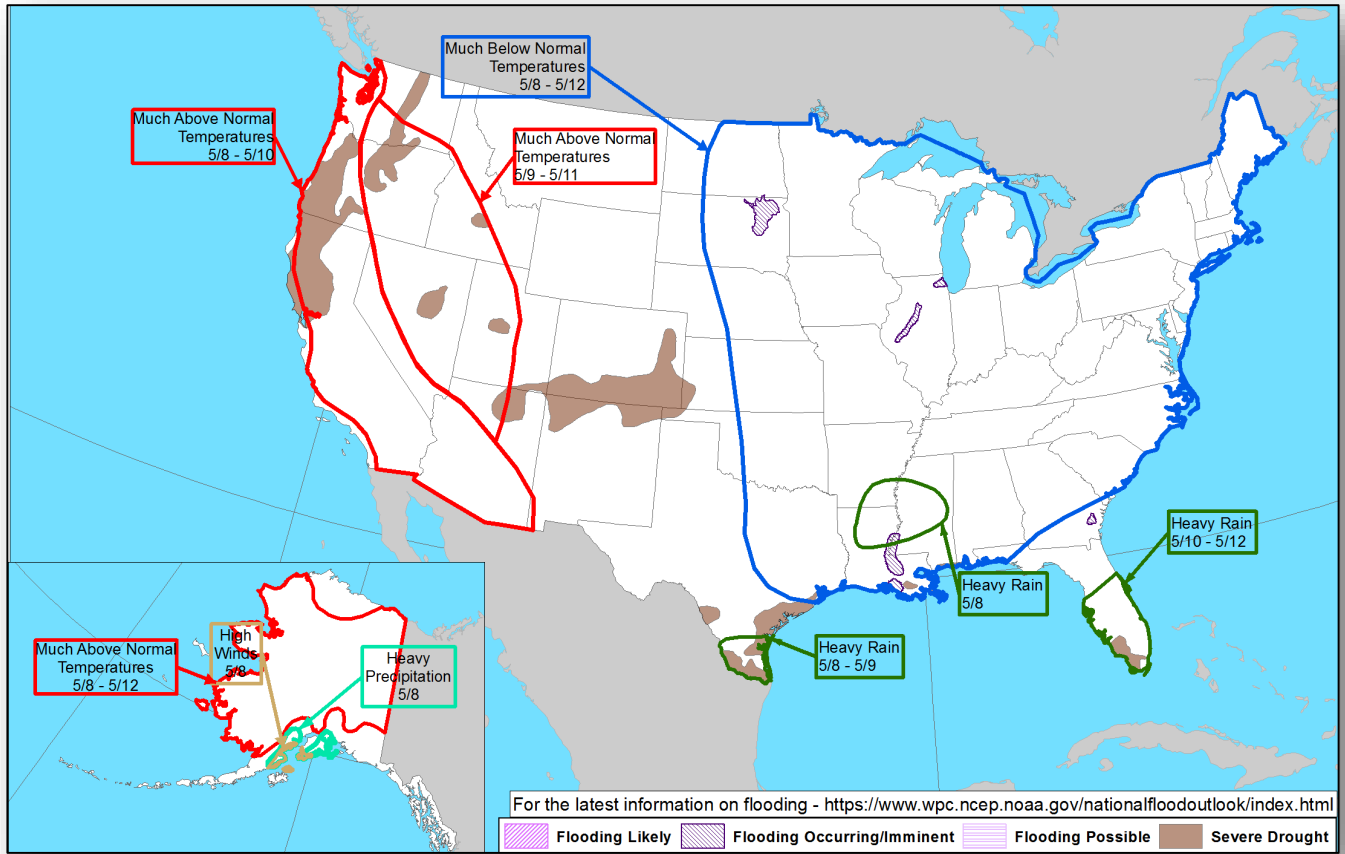 Much Below Normal
Temperatures
5/8 - 5/12
Much Above Normal
Temperatures
5/8 - 5/10
Much Above Normal
Temperatures
5/9 - 5/11
Heavy Rain
5/10 - 5/12
Heavy Rain
5/8
Heavy Rain
5/8 - 5/9
High
Winds
5/8
Much Above Normal
Temperatures
5/8 - 5/12
Heavy
Precipitation
5/8
For the latest information on flooding - https://www.wpc.ncep.noaa.gov/nationalfloodoutlook/index.html
Flooding Likely Flooding Occurring/Imminent Flooding Possible Severe Drought